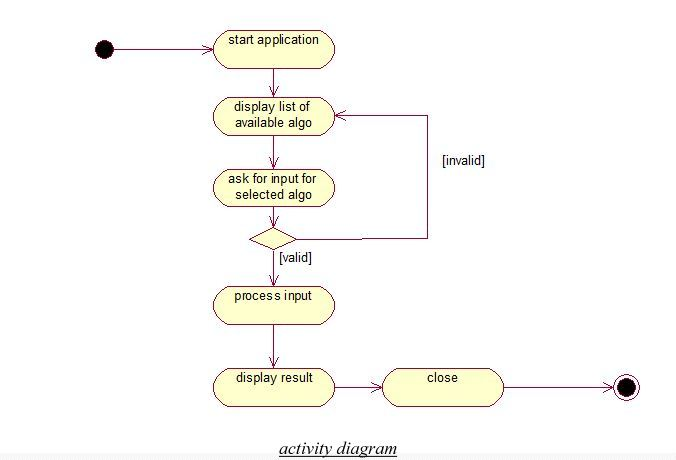 start application
display list of
available algo
[invalid]
ask for input for
selected algo
[valid]
process input
display result
close
activity diagram